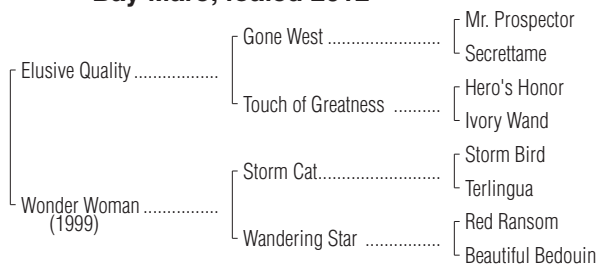 Bay Mare; foaled 2012
Mr. Prospector
Gone West ........................
Secrettame
Elusive Quality ..................
Hero's Honor
Touch of Greatness ..........
Ivory Wand
Storm Bird
Storm Cat..........................
Terlingua
Wonder Woman ................
(1999)
Red Ransom
Wandering Star ................
Beautiful Bedouin